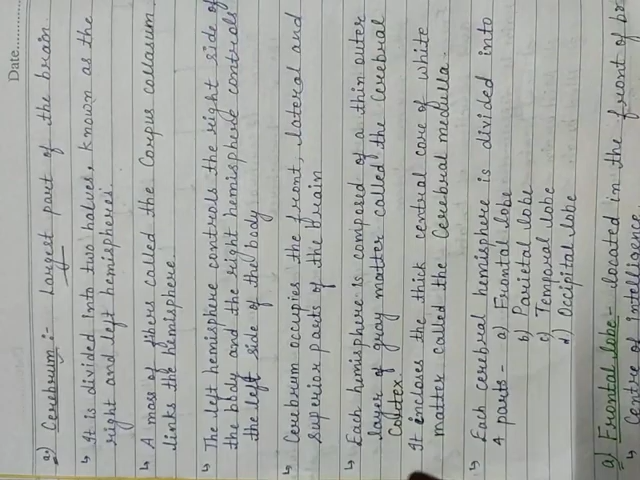 Date..........
a) Cerebrum :- Largest part of the brain.
↳ It is divided into two halves, known as the
right and left hemispheres.
↳ A mass of fibers called the Corpus collasum
links the hemisphere.
↳ The left hemisphere controls the right side of
the body and the right hemisphere controls
the left side of the body
↳ Cerebrum occupies the front, lateral and
superior parts of the brain
↳ Each hemisphere is composed of a thin outer
layer of gray matter called the Cerebral
Cortex.
It encloses the thick central core of white
matter called the Cerebral medulla.
↳ Each cerebral hemisphere is divided into
4 parts - a) Frontal lobe
b) Parietal lobe
c) Temporal lobe
d) Occipital lobe
a) Frontal lobe - located in the front of
↳ Centre of intelligence